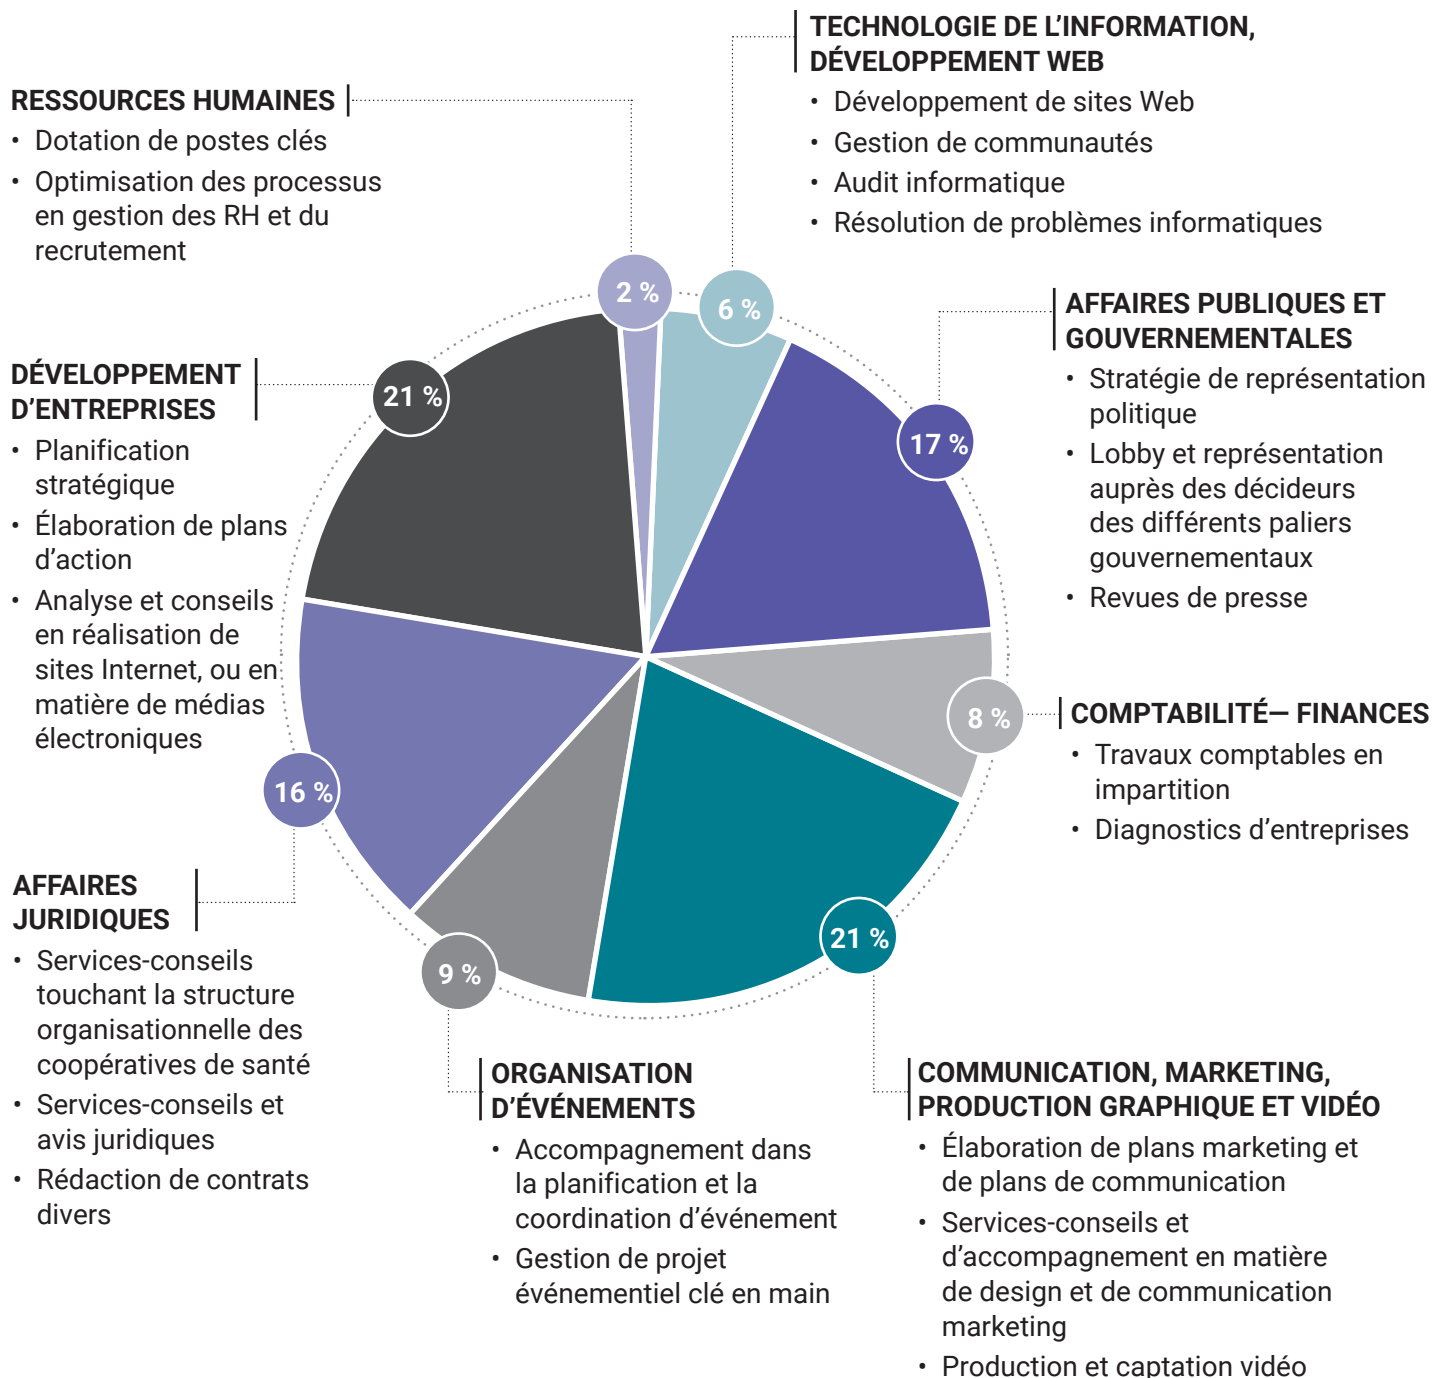 TECHNOLOGIE DE L’INFORMATION,
DÉVELOPPEMENT WEB
• Développement de sites Web
• Gestion de communautés
• Audit informatique
• Résolution de problèmes informatiques
RESSOURCES HUMAINES
• Dotation de postes clés
• Optimisation des processus
en gestion des RH et du
recrutement
2 %
6 %
AFFAIRES PUBLIQUES ET
GOUVERNEMENTALES
• Stratégie de représentation
politique
• Lobby et représentation
auprès des décideurs
des différents paliers
gouvernementaux
• Revues de presse
17 %
DÉVELOPPEMENT
D’ENTREPRISES
• Planification
stratégique
• Élaboration de plans
d’action
• Analyse et conseils
en réalisation de
sites Internet, ou en
matière de médias
électroniques
21 %
8 %
COMPTABILITÉ— FINANCES
• Travaux comptables en
impartition
• Diagnostics d’entreprises
16 %
AFFAIRES
JURIDIQUES
• Services-conseils
touchant la structure
organisationnelle des
coopératives de santé
• Services-conseils et
avis juridiques
• Rédaction de contrats
divers
9 %
ORGANISATION
D’ÉVÉNEMENTS
• Accompagnement dans
la planification et la
coordination d’événement
• Gestion de projet
événementiel clé en main
21 %
COMMUNICATION, MARKETING,
PRODUCTION GRAPHIQUE ET VIDÉO
• Élaboration de plans marketing et
de plans de communication
• Services-conseils et
d’accompagnement en matière
de design et de communication
marketing
• Production et captation vidéo